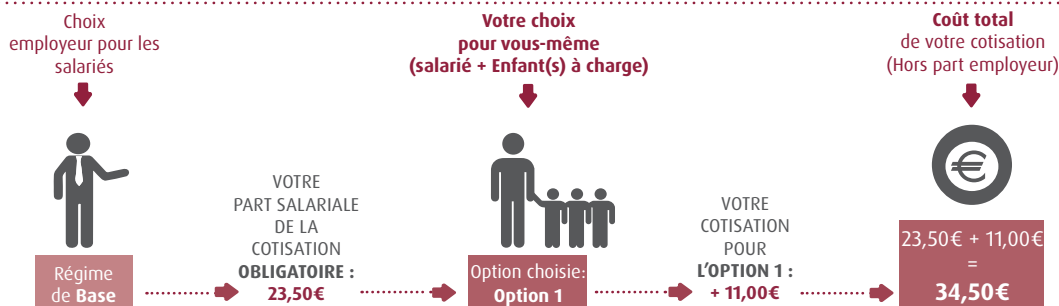 Choix
employeur pour les
salariés
Votre choix
pour vous-même
(salarié + Enfant(s) à charge)
Coût total
de votre cotisation
(Hors part employeur)
Régime
de Base
VOTRE
PART SALARIALE
DE LA
COTISATION
OBLIGATOIRE :
23,50€
Option choisie:
Option 1
VOTRE
COTISATION
POUR
L'OPTION 1 :
+ 11,00€
€
23,50€ + 11,00€
=
34,50€